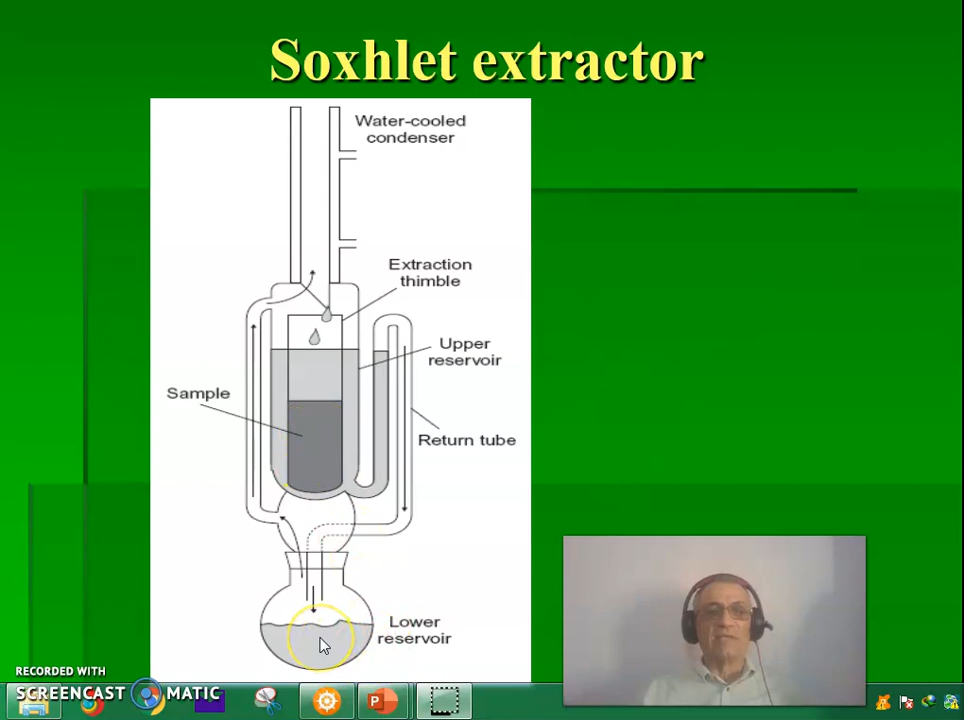 Soxhlet extractor
Water-cooled
condenser
Extraction
thimble
Upper
reservoir
Sample
Return tube
Lower
reservoir
RECORDED WITH
SCREENCAST MATIC